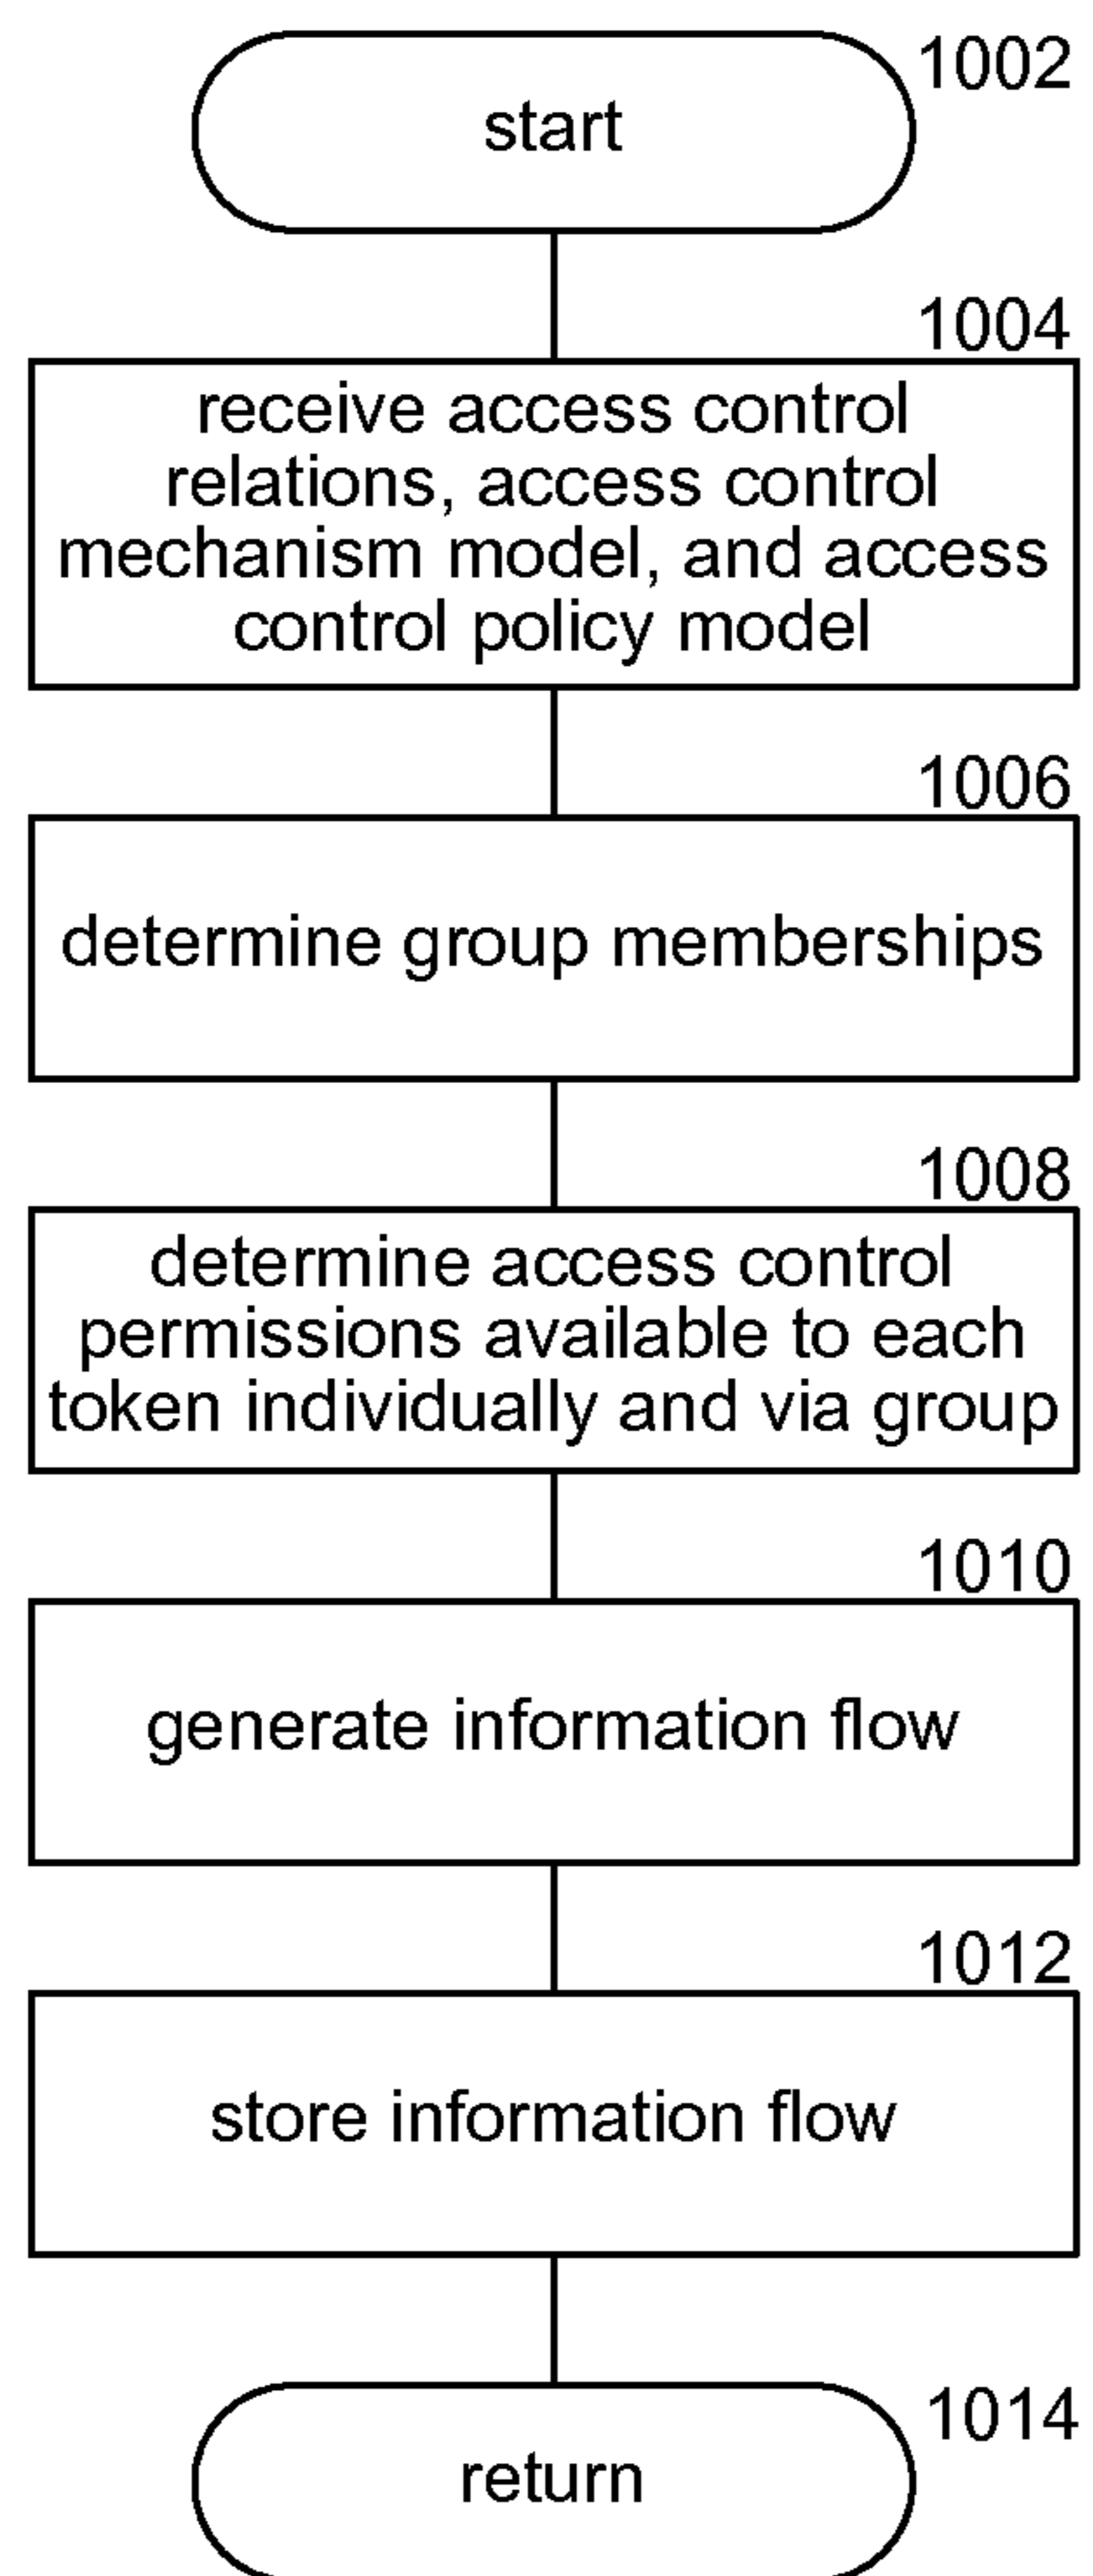 1002
start
1004
receive access control
relations, access control
mechanism model, and access
control policy model
1006
determine group memberships
1008
determine access control
permissions available to each
token individually and via group
1010
generate information flow
1012
store information flow
1014
return